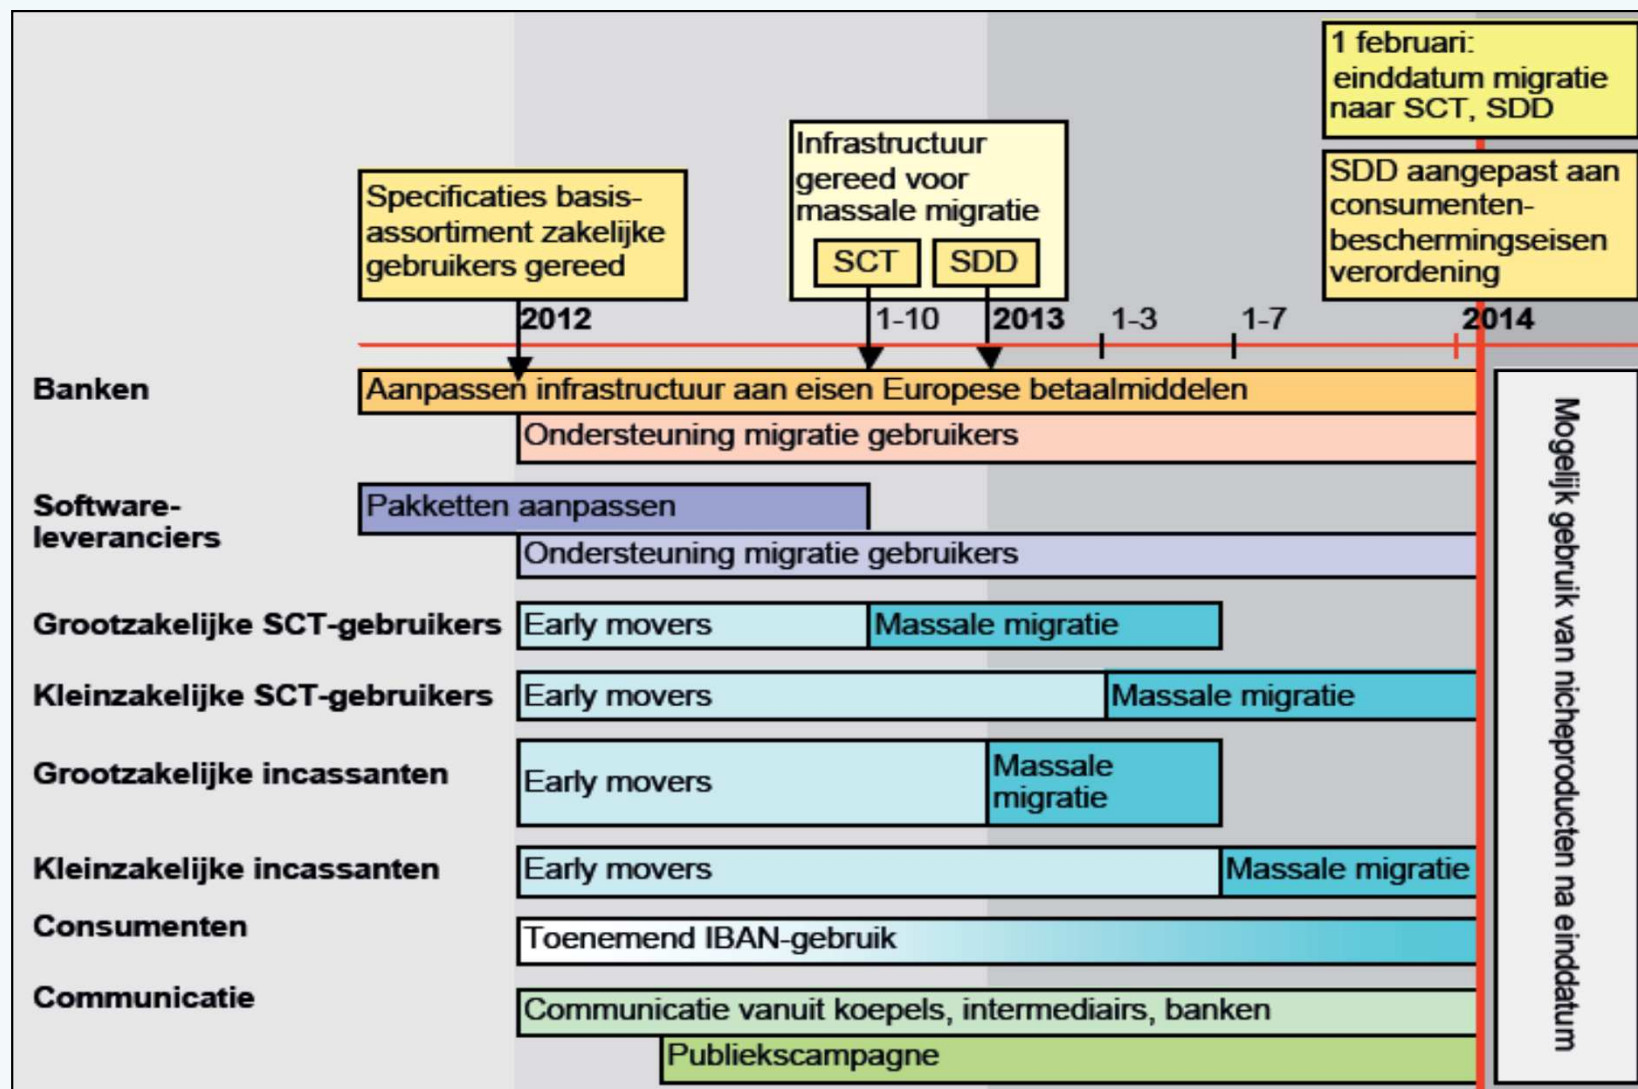 1 februari:
einddatum migratie
naar SCT, SDD
Infrastructuur
gereed voor
massale migratie
SCT SDD
SDD aangepast aan
consumenten-
beschermingseisen
verordening
Specificaties basis-
assortiment zakelijke
gebruikers gereed
2012 1-10 2013 1-3 1-7 2014
Banken
Aanpassen infrastructuur aan eisen Europese betaalmiddelen
Ondersteuning migratie gebruikers
Software-
leveranciers
Pakketten aanpassen
Ondersteuning migratie gebruikers
Grootzakelijke SCT-gebruikers Early movers Massale migratie
Kleinzakelijke SCT-gebruikers Early movers Massale migratie
Grootzakelijke incassanten Early movers
Massale
migratie
Kleinzakelijke incassanten Early movers Massale migratie
Consumenten
Toenemend IBAN-gebruik
Communicatie
Communicatie vanuit koepels, intermediairs, banken
Publiekscampagne
Mogelijk gebruik van nicheproducten na einddatum